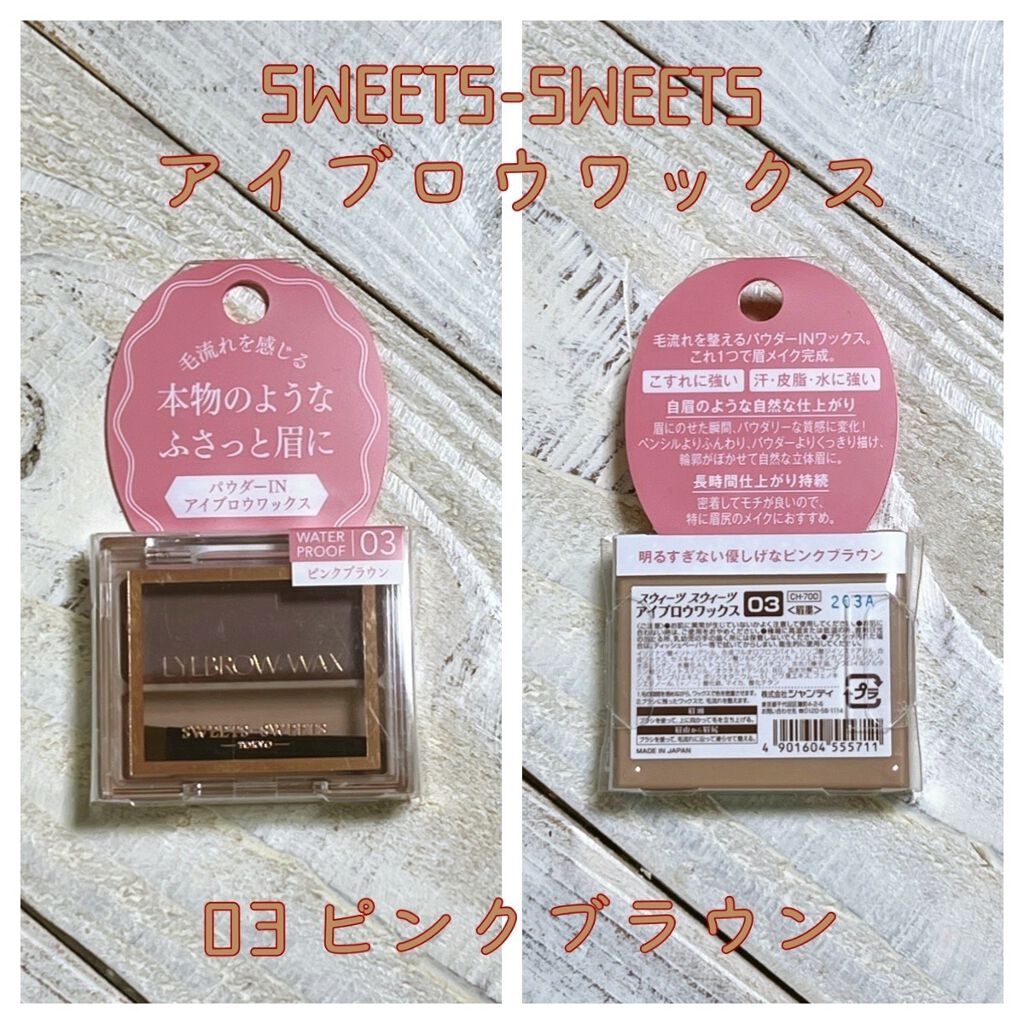 SWEETS-SWEETS
アイブロウワックス
毛流れを感じる
本物のような
ふさっと眉に
パウダーIN
アイブロウワックス
WATER
PROOF
03
ピンクブラウン
EYEBROW WAX
SWEETS-SWEETS
TOKYO
毛流れを整えるパウダーINワックス。
これ1つで眉メイク完成。
こすれに強い 汗・皮脂・水に強い
自眉のような自然な仕上がり
眉にのせた瞬間、パウダリーな質感に変化!
ペンシルよりふんわり、パウダーよりくっきり描け、
輪郭がぼかせて自然な立体眉に。
長時間仕上がり持続
密着してモチが良いので、
特に眉尻のメイクにおすすめ。
明るすぎない優しげなピンクブラウン
スウィーツ スウィーツ
アイブロウワックス 03 CH-700 <眉墨> 203A
株式会社シャンティ
プラ
MADE IN JAPAN
4 901604 555711
03 ピンクブラウン